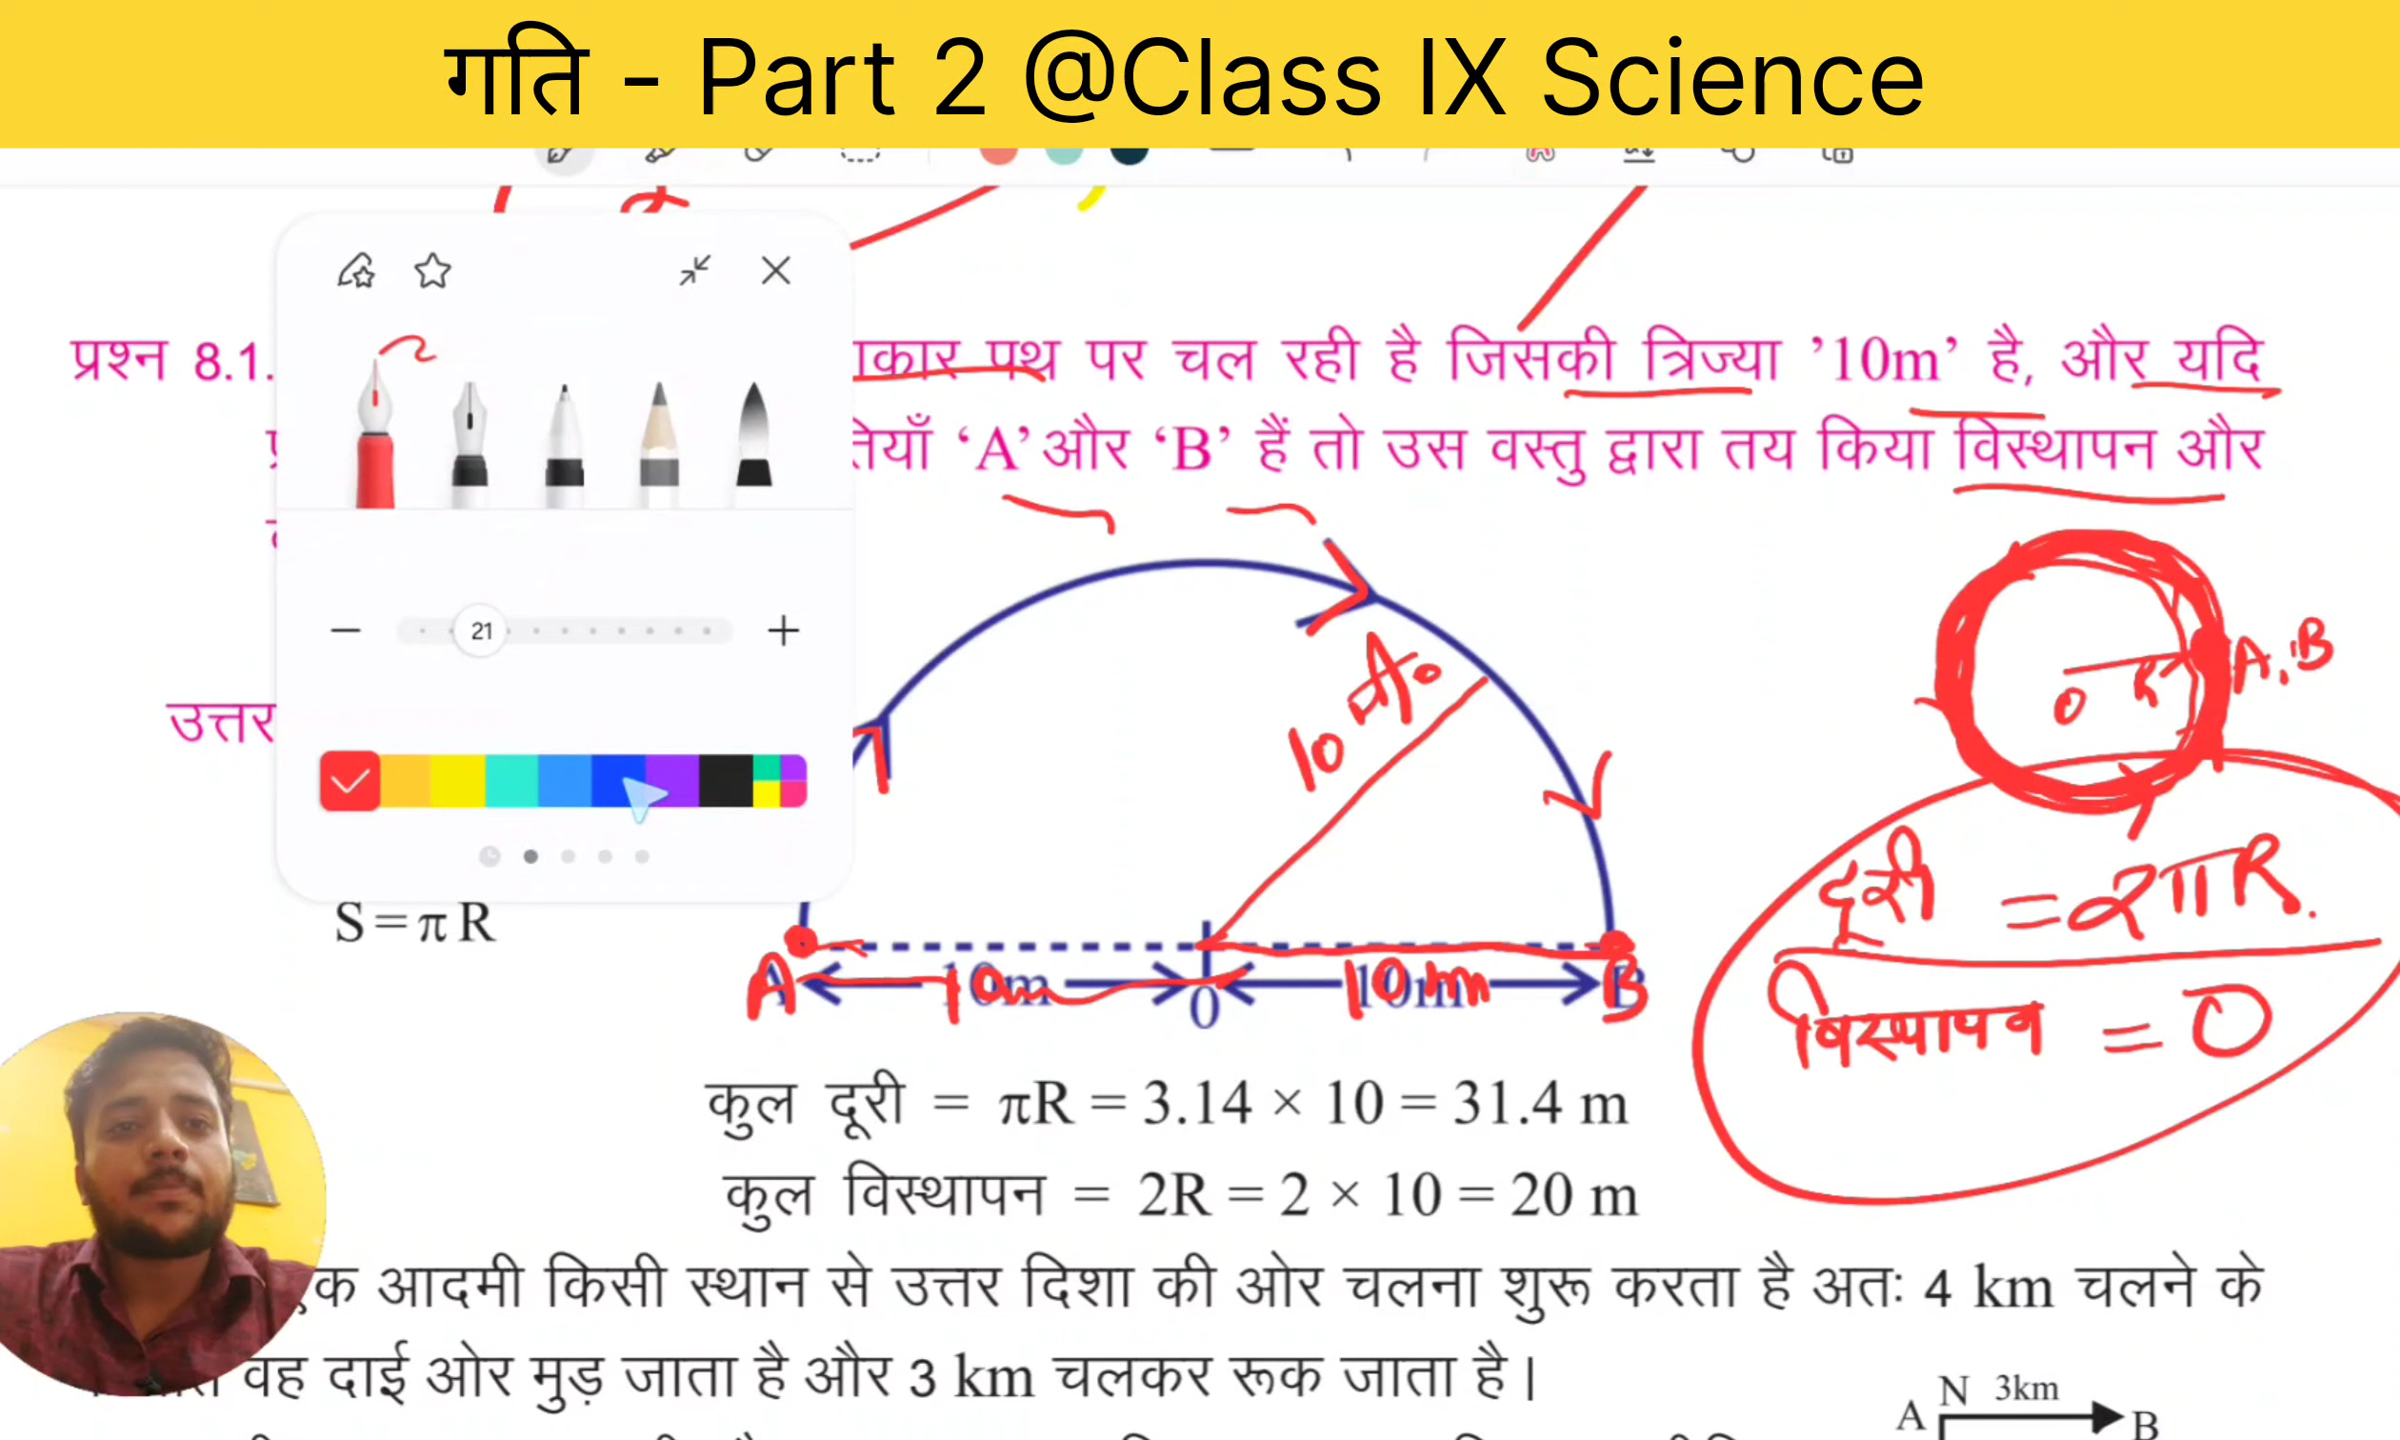 गति - Part 2 @Class IX Science
प्रश्न 8.1. कार पथ पर चल रही है जिसकी त्रिज्या '10m' है, और यदि
तियाँ 'A' और 'B' हैं तो उस वस्तु द्वारा तय किया विस्थापन और
21
A, B
0 R
10 मी०
उत्तर
दूरी = 2πR.
S = π R
विस्थापन = 0
A 10m 0 10m B
कुल दूरी = πR = 3.14 × 10 = 31.4 m
कुल विस्थापन = 2R = 2 × 10 = 20 m
क आदमी किसी स्थान से उत्तर दिशा की ओर चलना शुरू करता है अतः 4 km चलने के
वह दाई ओर मुड़ जाता है और 3 km चलकर रूक जाता है।
N 3km
A B